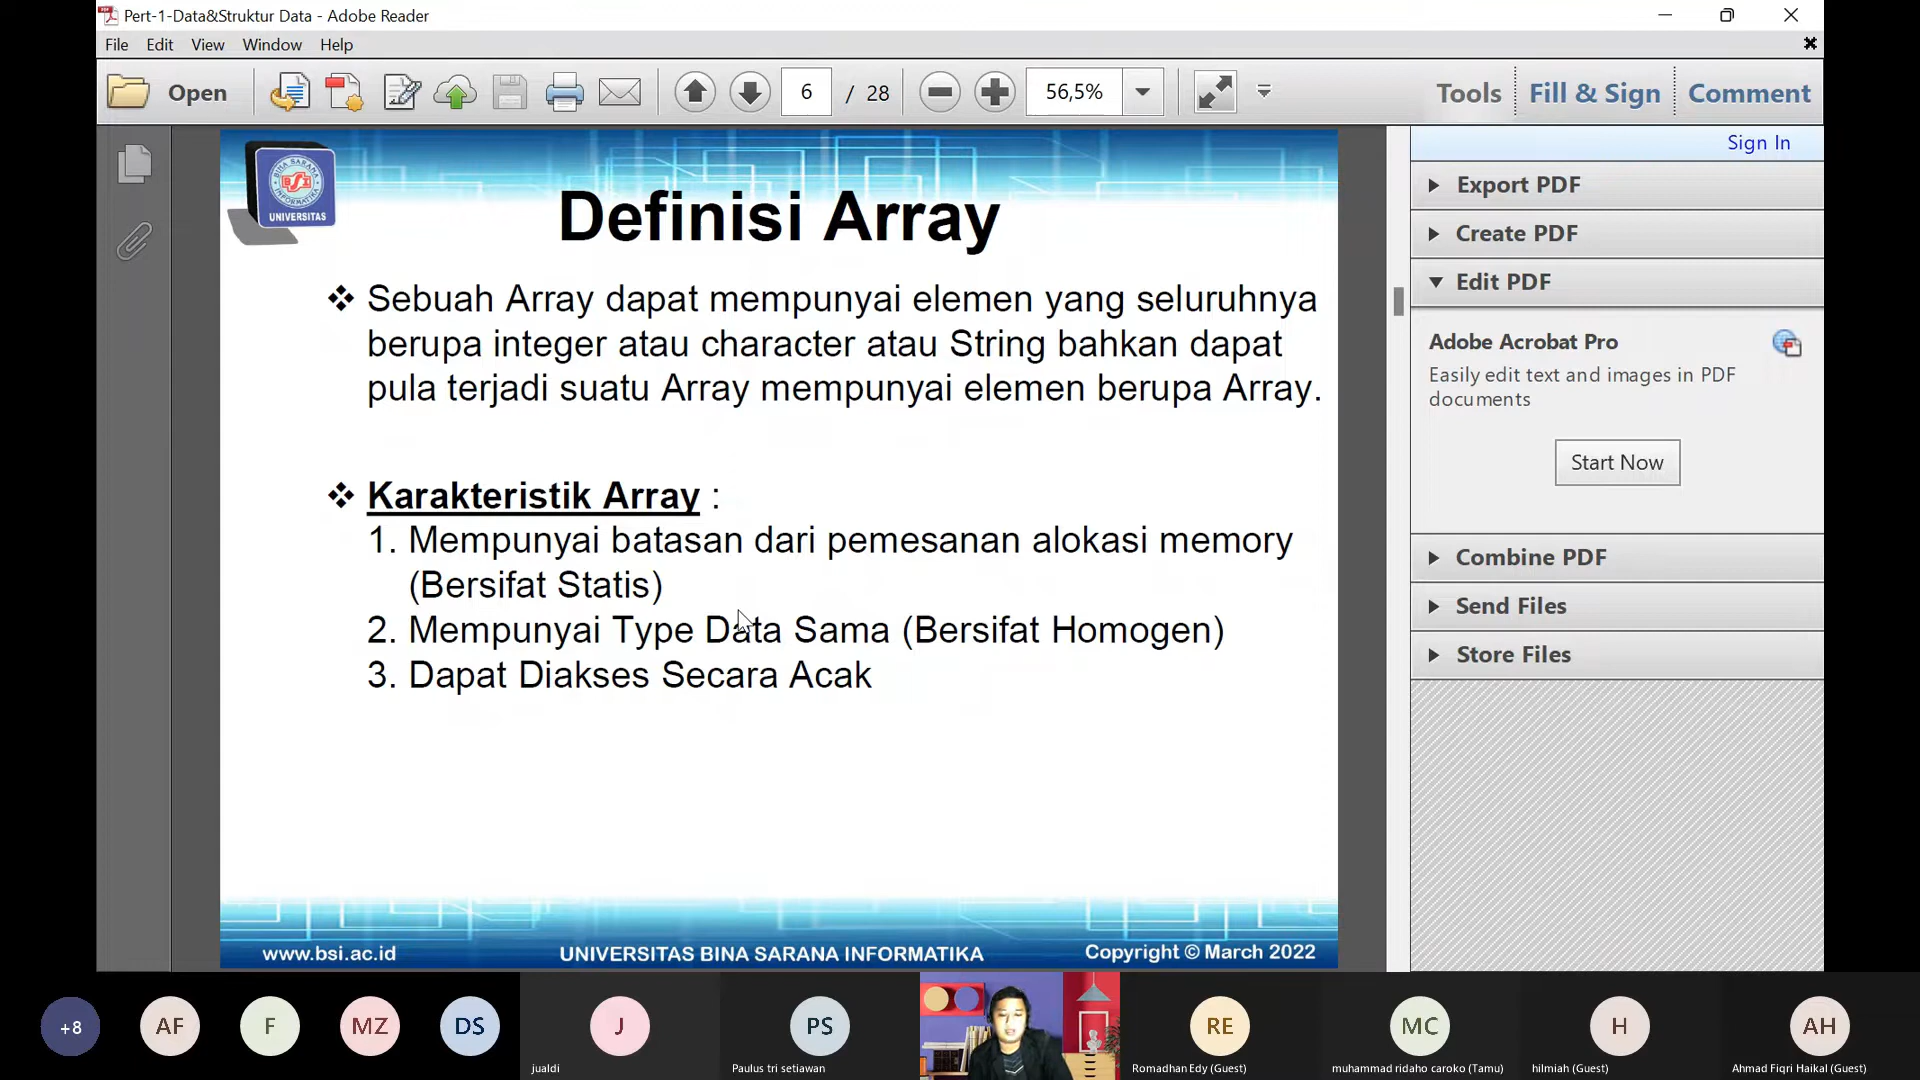 Pert-1-Data&Struktur Data - Adobe Reader
File Edit View Window Help
Open 6 / 28 56,5% Tools Fill & Sign Comment
Sign In
Export PDF
Create PDF
Edit PDF
Adobe Acrobat Pro
Easily edit text and images in PDF
documents
Start Now
Combine PDF
Send Files
Store Files
BINA SARANA
BSI
INFORMATIKA
UNIVERSITAS
Definisi Array
❖ Sebuah Array dapat mempunyai elemen yang seluruhnya
berupa integer atau character atau String bahkan dapat
pula terjadi suatu Array mempunyai elemen berupa Array.
❖ Karakteristik Array :
1. Mempunyai batasan dari pemesanan alokasi memory
(Bersifat Statis)
2. Mempunyai Type Data Sama (Bersifat Homogen)
3. Dapat Diakses Secara Acak
www.bsi.ac.id UNIVERSITAS BINA SARANA INFORMATIKA Copyright © March 2022
+8 AF F MZ DS J PS RE MC H AH
jualdi Paulus tri setiawan Romadhan Edy (Guest) muhammad ridaho caroko (Tamu) hilmiah (Guest) Ahmad Fiqri Haikal (Guest)